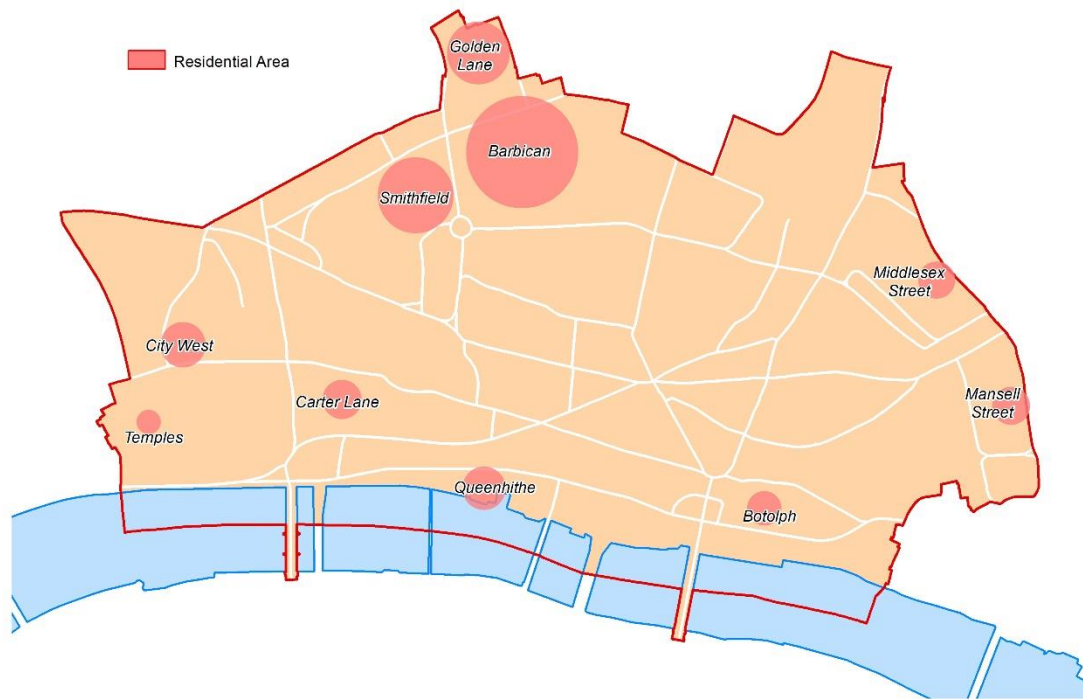 Residential Area
Golden
Lane
Barbican
Smithfield
Middlesex
Street
City West
Carter Lane
Mansell
Street
Temples
Queenhithe
Botolph